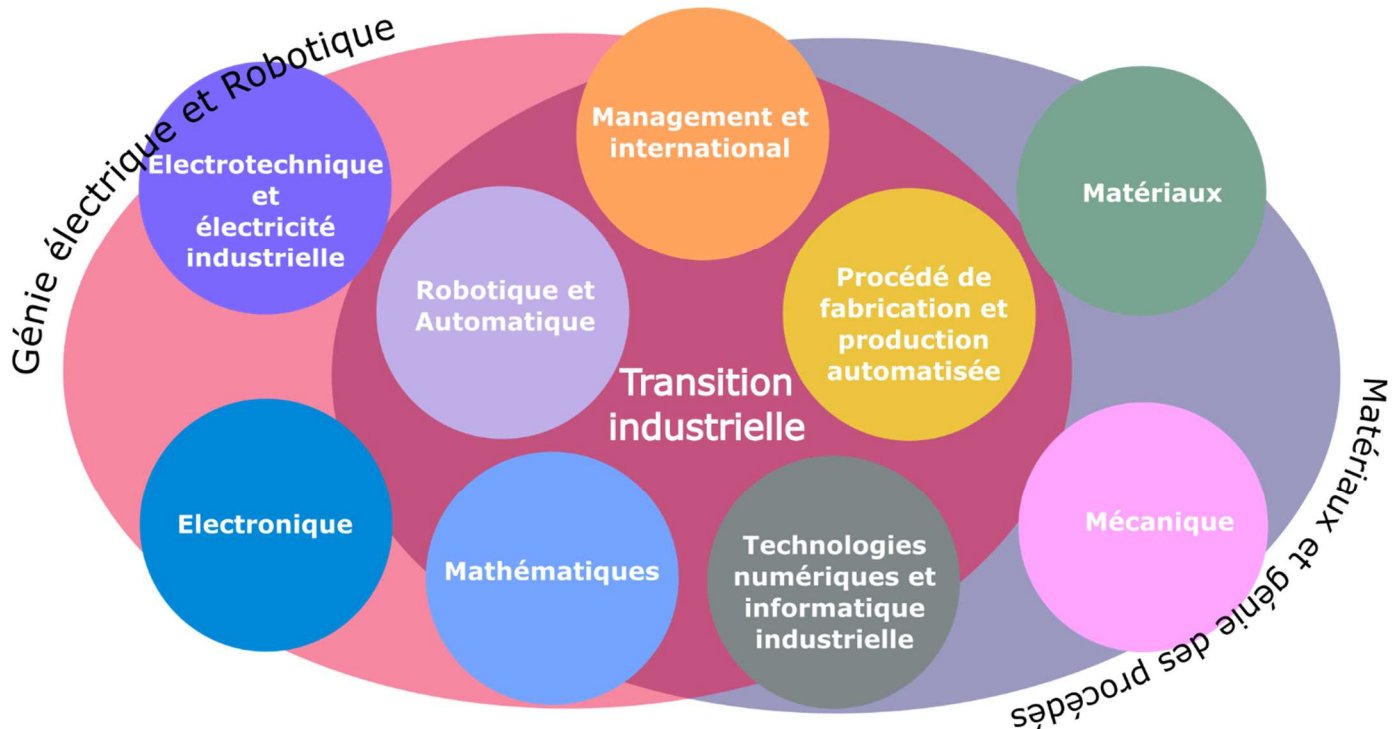 Génie électrique et Robotique
Electrotechnique
et
électricité
industrielle
Management et
international
Matériaux
Robotique et
Automatique
Procédé de
fabrication et
production
automatisée
Transition
industrielle
Electronique
Mathématiques
Technologies
numériques et
informatique
industrielle
Mécanique
Matériaux et génie des procédés